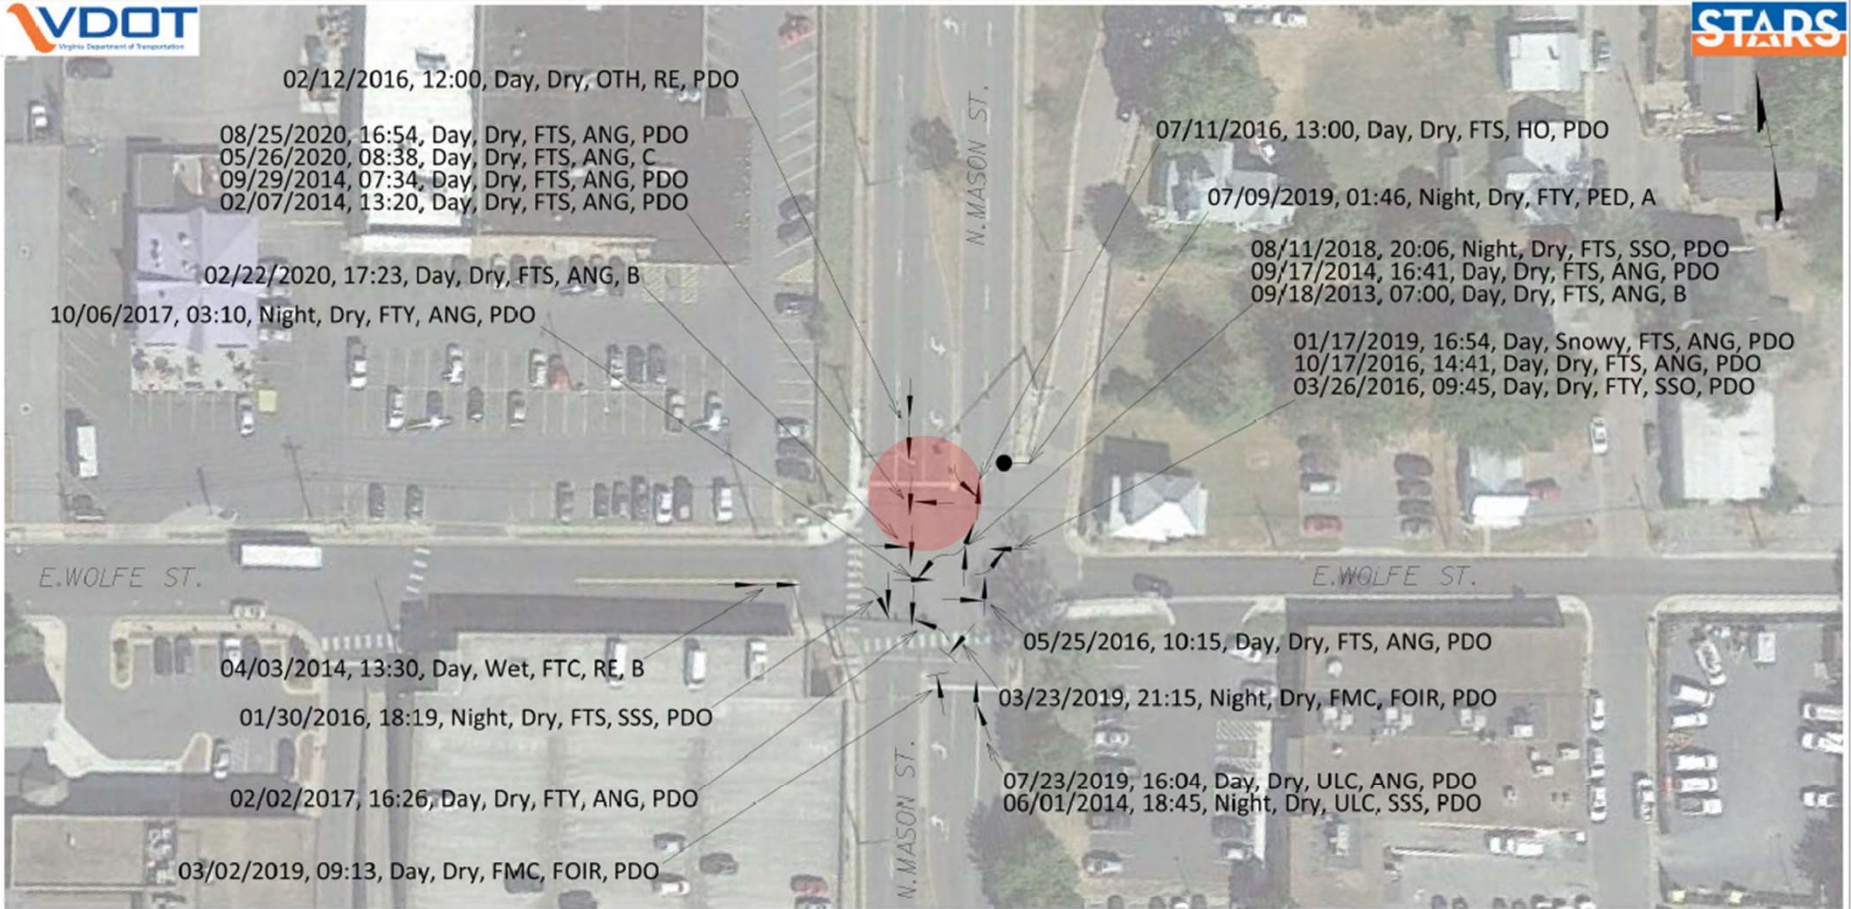 VDOT
Virginia Department of Transportation
STARS
02/12/2016, 12:00, Day, Dry, OTH, RE, PDO
N.MASON ST.
08/25/2020, 16:54, Day, Dry, FTS, ANG, PDO
05/26/2020, 08:38, Day, Dry, FTS, ANG, C
09/29/2014, 07:34, Day, Dry, FTS, ANG, PDO
02/07/2014, 13:20, Day, Dry, FTS, ANG, PDO
07/11/2016, 13:00, Day, Dry, FTS, HO, PDO
07/09/2019, 01:46, Night, Dry, FTY, PED, A
02/22/2020, 17:23, Day, Dry, FTS, ANG, B
10/06/2017, 03:10, Night, Dry, FTY, ANG, PDO
08/11/2018, 20:06, Night, Dry, FTS, SSO, PDO
09/17/2014, 16:41, Day, Dry, FTS, ANG, PDO
09/18/2013, 07:00, Day, Dry, FTS, ANG, B
01/17/2019, 16:54, Day, Snowy, FTS, ANG, PDO
10/17/2016, 14:41, Day, Dry, FTS, ANG, PDO
03/26/2016, 09:45, Day, Dry, FTY, SSO, PDO
E.WOLFE ST.
E.WOLFE ST.
04/03/2014, 13:30, Day, Wet, FTC, RE, B
01/30/2016, 18:19, Night, Dry, FTS, SSS, PDO
05/25/2016, 10:15, Day, Dry, FTS, ANG, PDO
03/23/2019, 21:15, Night, Dry, FMC, FOIR, PDO
02/02/2017, 16:26, Day, Dry, FTY, ANG, PDO
N.MASON ST.
07/23/2019, 16:04, Day, Dry, ULC, ANG, PDO
06/01/2014, 18:45, Night, Dry, ULC, SSS, PDO
03/02/2019, 09:13, Day, Dry, FMC, FOIR, PDO